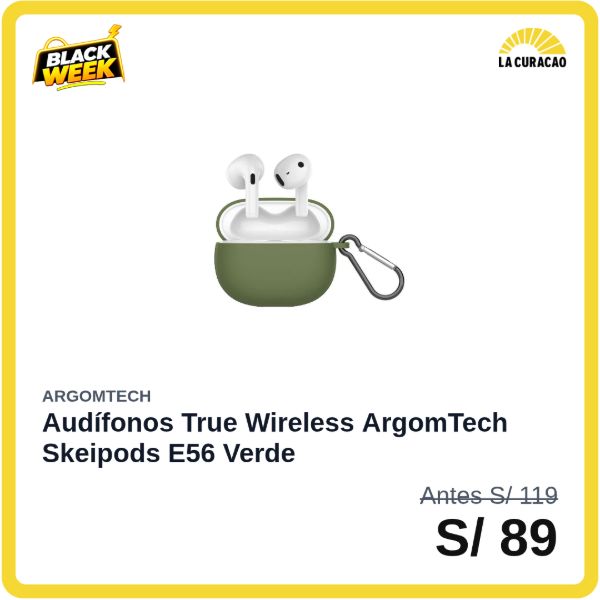 BLACK
WEEK
LA CURACAO
ARGOMTECH
Audífonos True Wireless ArgomTech
Skeipods E56 Verde
Antes S/ 119
S/ 89